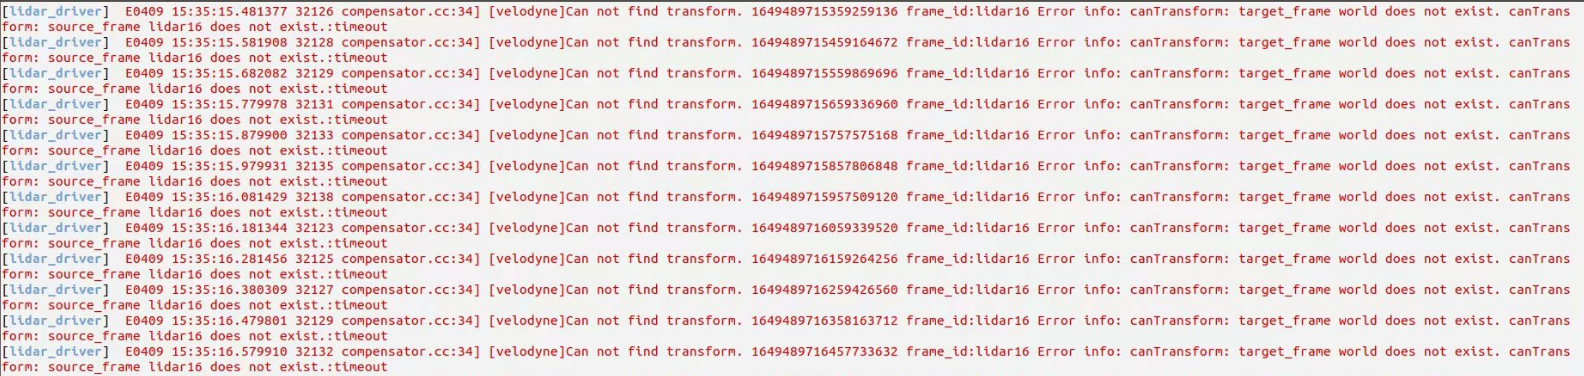 [lidar_driver]  E0409 15:35:15.481377 32126 compensator.cc:34] [velodyne]Can not find transform. 1649489715359259136 frame_id:lidar16 Error info: canTransform: target_frame world does not exist. canTrans
form: source_frame lidar16 does not exist.:timeout
[lidar_driver]  E0409 15:35:15.581908 32128 compensator.cc:34] [velodyne]Can not find transform. 1649489715459164672 frame_id:lidar16 Error info: canTransform: target_frame world does not exist. canTrans
form: source_frame lidar16 does not exist.:timeout
[lidar_driver]  E0409 15:35:15.682082 32129 compensator.cc:34] [velodyne]Can not find transform. 1649489715559869696 frame_id:lidar16 Error info: canTransform: target_frame world does not exist. canTrans
form: source_frame lidar16 does not exist.:timeout
[lidar_driver]  E0409 15:35:15.779978 32131 compensator.cc:34] [velodyne]Can not find transform. 1649489715659336960 frame_id:lidar16 Error info: canTransform: target_frame world does not exist. canTrans
form: source_frame lidar16 does not exist.:timeout
[lidar_driver]  E0409 15:35:15.879900 32133 compensator.cc:34] [velodyne]Can not find transform. 1649489715757575168 frame_id:lidar16 Error info: canTransform: target_frame world does not exist. canTrans
form: source_frame lidar16 does not exist.:timeout
[lidar_driver]  E0409 15:35:15.979931 32135 compensator.cc:34] [velodyne]Can not find transform. 1649489715857806848 frame_id:lidar16 Error info: canTransform: target_frame world does not exist. canTrans
form: source_frame lidar16 does not exist.:timeout
[lidar_driver]  E0409 15:35:16.081429 32138 compensator.cc:34] [velodyne]Can not find transform. 1649489715957509120 frame_id:lidar16 Error info: canTransform: target_frame world does not exist. canTrans
form: source_frame lidar16 does not exist.:timeout
[lidar_driver]  E0409 15:35:16.181344 32123 compensator.cc:34] [velodyne]Can not find transform. 1649489716059339520 frame_id:lidar16 Error info: canTransform: target_frame world does not exist. canTrans
form: source_frame lidar16 does not exist.:timeout
[lidar_driver]  E0409 15:35:16.281456 32125 compensator.cc:34] [velodyne]Can not find transform. 1649489716159264256 frame_id:lidar16 Error info: canTransform: target_frame world does not exist. canTrans
form: source_frame lidar16 does not exist.:timeout
[lidar_driver]  E0409 15:35:16.380309 32127 compensator.cc:34] [velodyne]Can not find transform. 1649489716259426560 frame_id:lidar16 Error info: canTransform: target_frame world does not exist. canTrans
form: source_frame lidar16 does not exist.:timeout
[lidar_driver]  E0409 15:35:16.479801 32129 compensator.cc:34] [velodyne]Can not find transform. 1649489716358163712 frame_id:lidar16 Error info: canTransform: target_frame world does not exist. canTrans
form: source_frame lidar16 does not exist.:timeout
[lidar_driver]  E0409 15:35:16.579910 32132 compensator.cc:34] [velodyne]Can not find transform. 1649489716457733632 frame_id:lidar16 Error info: canTransform: target_frame world does not exist. canTrans
form: source_frame lidar16 does not exist.:timeout